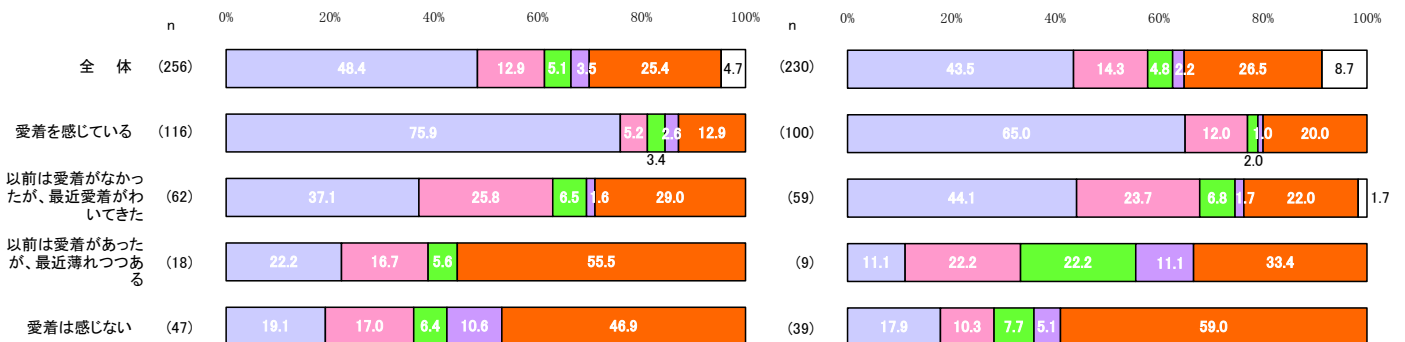 n 0% 20% 40% 60% 80% 100%
n 0% 20% 40% 60% 80% 100%
全 体 (256) 48.4 12.9 5.1 3.5 25.4 4.7
(230) 43.5 14.3 4.8 2.2 26.5 8.7
愛着を感じている (116) 75.9 5.2 2.6 12.9
3.4
(100) 65.0 12.0 1.0 20.0
2.0
以前は愛着がなかっ
たが、最近愛着がわ
いてきた
(62) 37.1 25.8 6.5 1.6 29.0
(59) 44.1 23.7 6.8 1.7 22.0 1.7
以前は愛着があった
が、最近薄れつつあ
る
(18) 22.2 16.7 5.6 55.5
(9) 11.1 22.2 22.2 11.1 33.4
愛着は感じない (47) 19.1 17.0 6.4 10.6 46.9
(39) 17.9 10.3 7.7 5.1 59.0